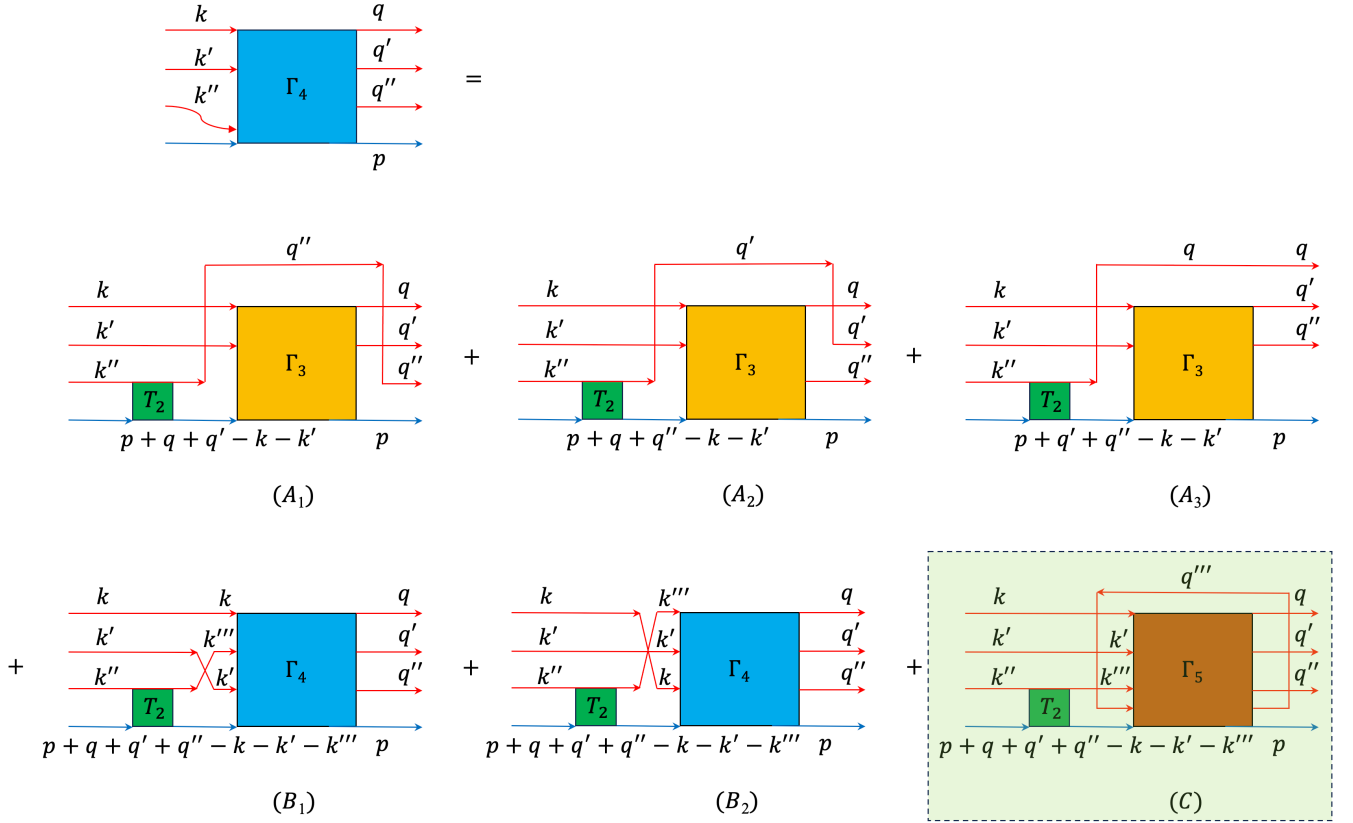 k q
k′ q′
k′′ Γ₄ q′′ =
p
q′′ q′ q q
k q k q k q′
k′ q′ + k′ q′ + k′ q′′
k′′ T₂ Γ₃ q′′ k′′ T₂ Γ₃ q′′ k′′ T₂ Γ₃
p + q + q′ − k − k′ p p + q + q′′ − k − k′ p p + q′ + q′′ − k − k′ p
(A₁) (A₂) (A₃)
q′′′
k k q k k′′′ q k q
+ k′ k′′′ q′ + k′ k′ q′ + k′ k′ q′
k′′ T₂ k′ Γ₄ q′′ k′′ T₂ k Γ₄ q′′ k′′ T₂ k′′′ Γ₅ q′′
p + q + q′ + q′′ − k − k′ − k′′′ p p + q + q′ + q′′ − k − k′ − k′′′ p p + q + q′ + q′′ − k − k′ − k′′′ p
(B₁) (B₂) (C)